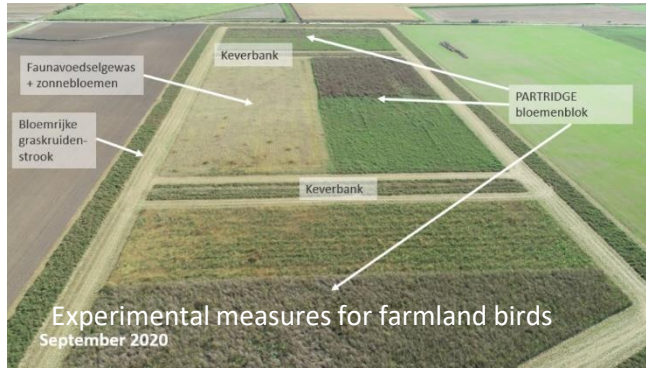 Keverbank
Faunavoedselgewas
+ zonnebloemen
PARTRIDGE
bloemenblok
Bloemrijke
graskruiden-
strook
Keverbank
Experimental measures for farmland birds
September 2020